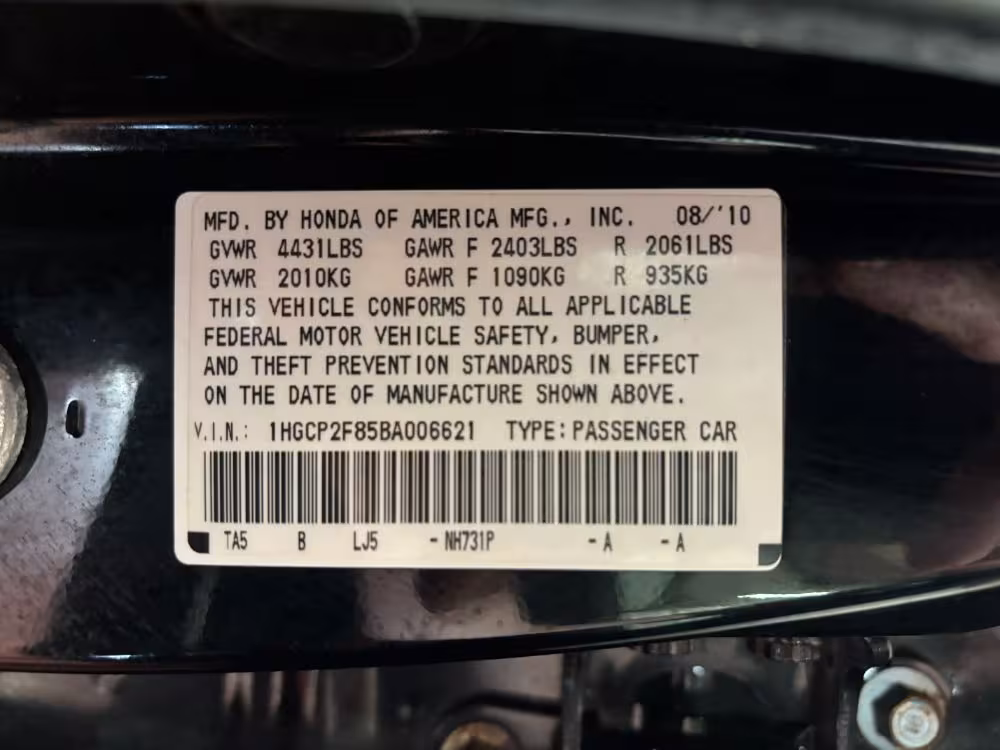 MFD. BY HONDA OF AMERICA MFG., INC. 08/'10
GVWR 4431LBS GAWR F 2403LBS R 2061LBS
GVWR 2010KG GAWR F 1090KG R 935KG
THIS VEHICLE CONFORMS TO ALL APPLICABLE
FEDERAL MOTOR VEHICLE SAFETY, BUMPER,
AND THEFT PREVENTION STANDARDS IN EFFECT
ON THE DATE OF MANUFACTURE SHOWN ABOVE.
V.I.N.: 1HGCP2F85BA006621 TYPE: PASSENGER CAR
TA5 B LJ5 - NH731P - A - A